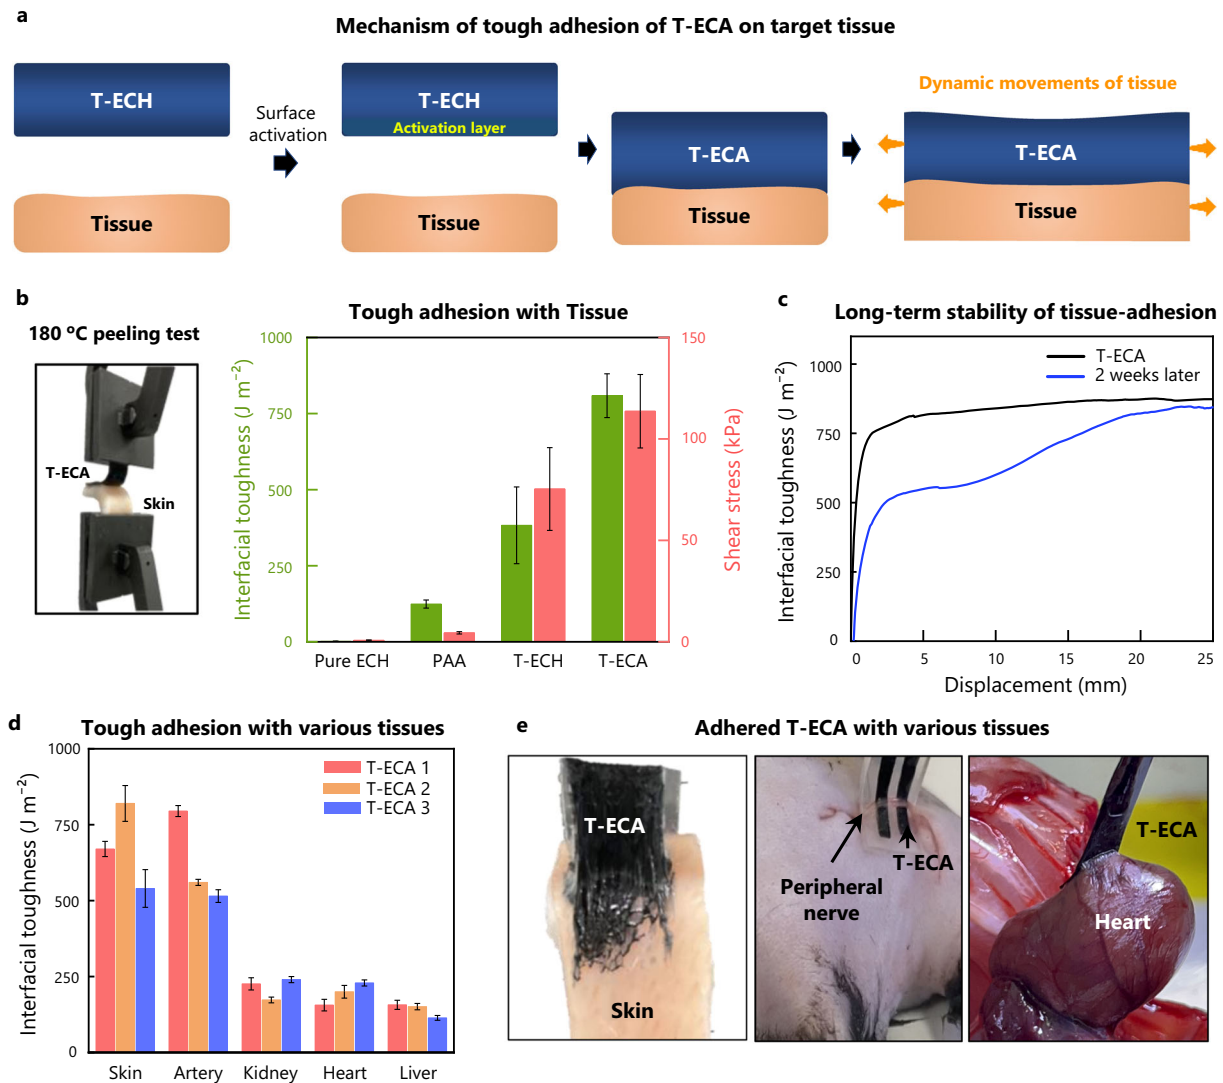 a
Mechanism of tough adhesion of T-ECA on target tissue
T-ECH
Tissue
Surface
activation
T-ECH
Activation layer
Tissue
T-ECA
Tissue
Dynamic movements of tissue
T-ECA
Tissue
b
180 °C peeling test
T-ECA
Skin
Tough adhesion with Tissue
Interfacial toughness (J m⁻²)
1000
750
500
250
0
Shear stress (kPa)
150
100
50
0
Pure ECH
PAA
T-ECH
T-ECA
c
Long-term stability of tissue-adhesion
Interfacial toughness (J m⁻²)
1000
750
500
250
0
T-ECA
2 weeks later
0
5
10
15
20
25
Displacement (mm)
d
Tough adhesion with various tissues
Interfacial toughness (J m⁻²)
1000
750
500
250
0
T-ECA 1
T-ECA 2
T-ECA 3
Skin
Artery
Kidney
Heart
Liver
e
Adhered T-ECA with various tissues
T-ECA
Skin
Peripheral
nerve
T-ECA
T-ECA
Heart